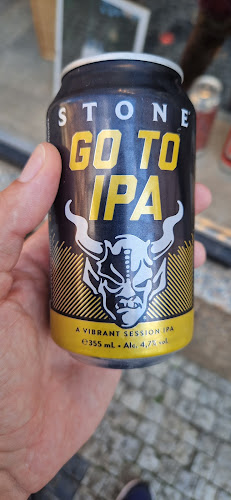 STONE
GO TO
IPA
A VIBRANT SESSION IPA
℮355 mL • Alc. 4,7% vol.